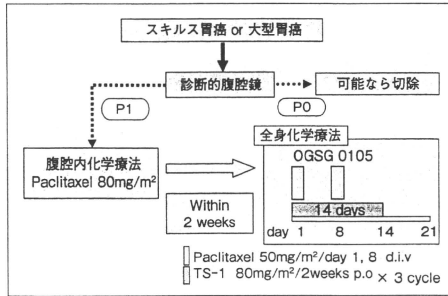 スキルス胃癌 or 大型胃癌
診断的腹腔鏡
可能なら切除
P1
P0
腹腔内化学療法
Paclitaxel 80mg/m²
Within
2 weeks
全身化学療法
OGSG 0105
14 days
day 1 8 14 21
Paclitaxel 50mg/m²/day 1, 8 d.i.v
TS-1 80mg/m²/2weeks p.o × 3 cycle